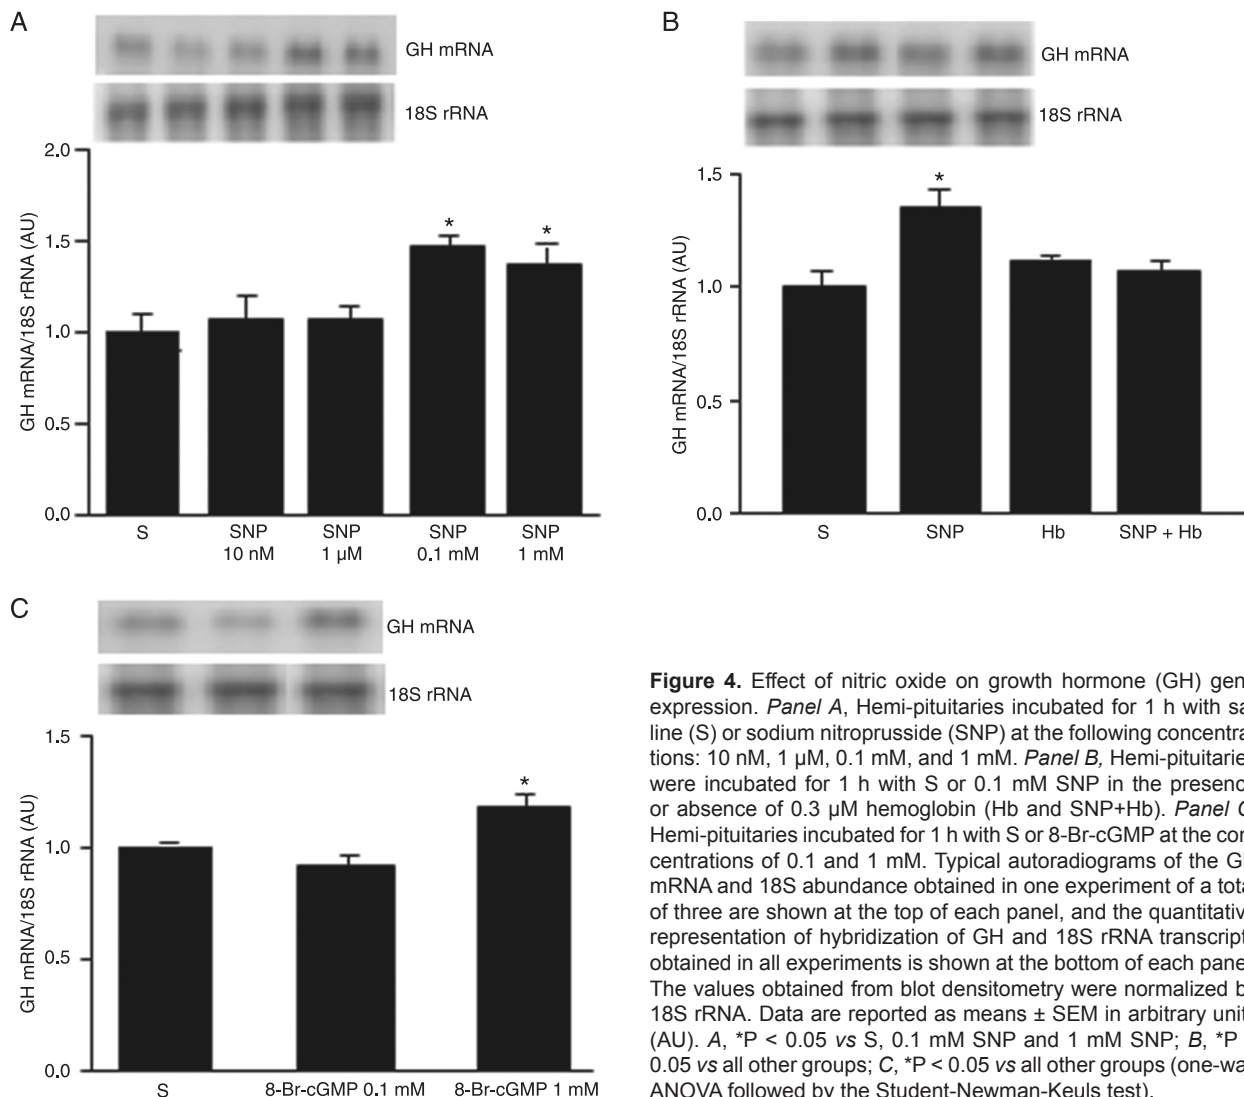 A
GH mRNA
18S rRNA
GH mRNA/18S rRNA (AU)
2.0
1.5
1.0
0.5
0.0
*
*
S
SNP
10 nM
SNP
1 µM
SNP
0.1 mM
SNP
1 mM
B
GH mRNA
18S rRNA
GH mRNA/18S rRNA (AU)
1.5
1.0
0.5
0.0
*
S
SNP
Hb
SNP + Hb
C
GH mRNA
18S rRNA
GH mRNA/18S rRNA (AU)
1.5
1.0
0.5
0.0
*
S
8-Br-cGMP 0.1 mM
8-Br-cGMP 1 mM
Figure 4. Effect of nitric oxide on growth hormone (GH) gen
expression. Panel A, Hemi-pituitaries incubated for 1 h with sa
line (S) or sodium nitroprusside (SNP) at the following concentra
tions: 10 nM, 1 µM, 0.1 mM, and 1 mM. Panel B, Hemi-pituitarie
were incubated for 1 h with S or 0.1 mM SNP in the presenc
or absence of 0.3 µM hemoglobin (Hb and SNP+Hb). Panel C
Hemi-pituitaries incubated for 1 h with S or 8-Br-cGMP at the con
centrations of 0.1 and 1 mM. Typical autoradiograms of the G
mRNA and 18S abundance obtained in one experiment of a tota
of three are shown at the top of each panel, and the quantitativ
representation of hybridization of GH and 18S rRNA transcript
obtained in all experiments is shown at the bottom of each pane
The values obtained from blot densitometry were normalized b
18S rRNA. Data are reported as means ± SEM in arbitrary unit
(AU). A, *P < 0.05 vs S, 0.1 mM SNP and 1 mM SNP; B, *P
0.05 vs all other groups; C, *P < 0.05 vs all other groups (one-wa
ANOVA followed by the Student-Newman-Keuls test).